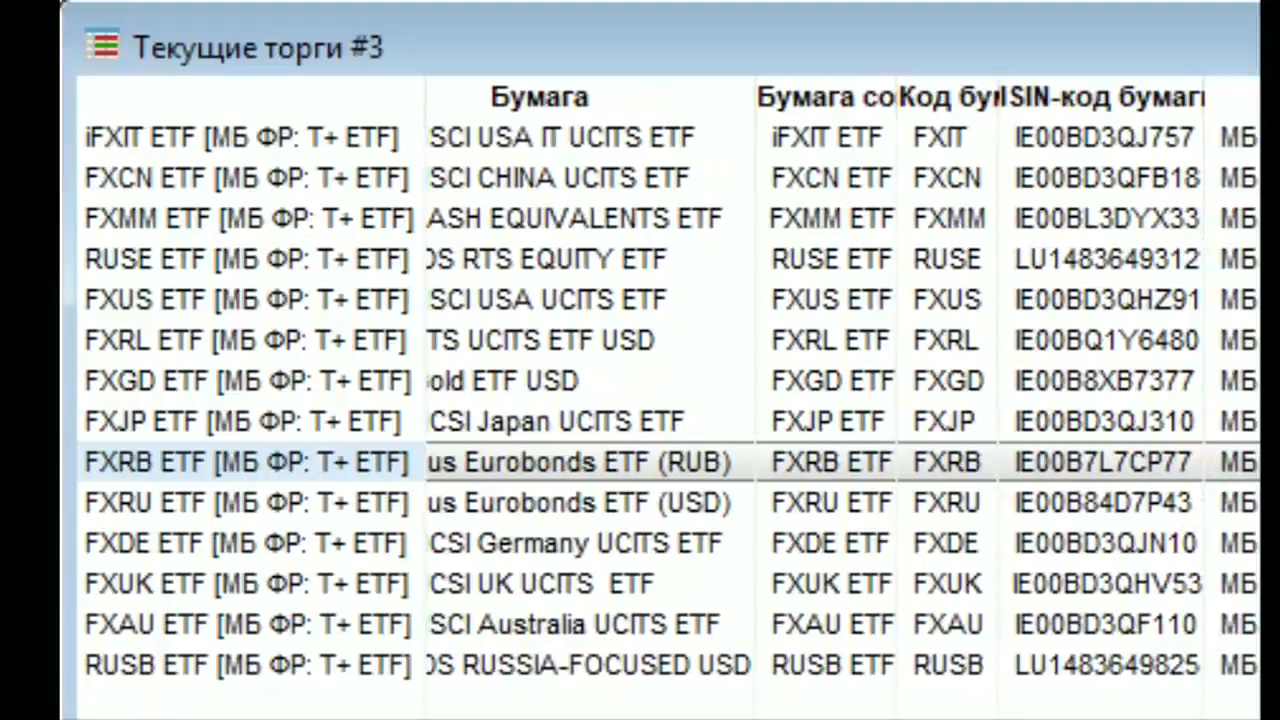 Текущие торги #3
Бумага Бумага со Код бу ISIN-код бумаг
iFXIT ETF [МБ ФР: Т+ ETF] SCI USA IT UCITS ETF iFXIT ETF FXIT IE00BD3QJ757 МБ
FXCN ETF [МБ ФР: Т+ ETF] SCI CHINA UCITS ETF FXCN ETF FXCN IE00BD3QFB18 МБ
FXMM ETF [МБ ФР: Т+ ETF] ASH EQUIVALENTS UCITS ETF FXMM ETF FXMM IE00BL3DYX33 МБ
RUSE ETF [МБ ФР: Т+ ETF] OS RTS EQUITY ETF RUSE ETF RUSE LU1483649312 МБ
FXUS ETF [МБ ФР: Т+ ETF] SCI USA UCITS ETF FXUS ETF FXUS IE00BD3QHZ91 МБ
FXRL ETF [МБ ФР: Т+ ETF] TS UCITS ETF USD FXRL ETF FXRL IE00BQ1Y6480 МБ
FXGD ETF [МБ ФР: Т+ ETF] old ETF USD FXGD ETF FXGD IE00B8XB7377 МБ
FXJP ETF [МБ ФР: Т+ ETF] CSI Japan UCITS ETF FXJP ETF FXJP IE00BD3QJ310 МБ
FXRB ETF [МБ ФР: Т+ ETF] us Eurobonds ETF (RUB) FXRB ETF FXRB IE00B7L7CP77 МБ
FXRU ETF [МБ ФР: Т+ ETF] us Eurobonds ETF (USD) FXRU ETF FXRU IE00B84D7P43 МБ
FXDE ETF [МБ ФР: Т+ ETF] CSI Germany UCITS ETF FXDE ETF FXDE IE00BD3QJN10 МБ
FXUK ETF [МБ ФР: Т+ ETF] CSI UK UCITS ETF FXUK ETF FXUK IE00BD3QHV53 МБ
FXAU ETF [МБ ФР: Т+ ETF] SCI Australia UCITS ETF FXAU ETF FXAU IE00BD3QF110 МБ
RUSB ETF [МБ ФР: Т+ ETF] OS RUSSIA-FOCUSED USD RUSB ETF RUSB LU1483649825 МБ